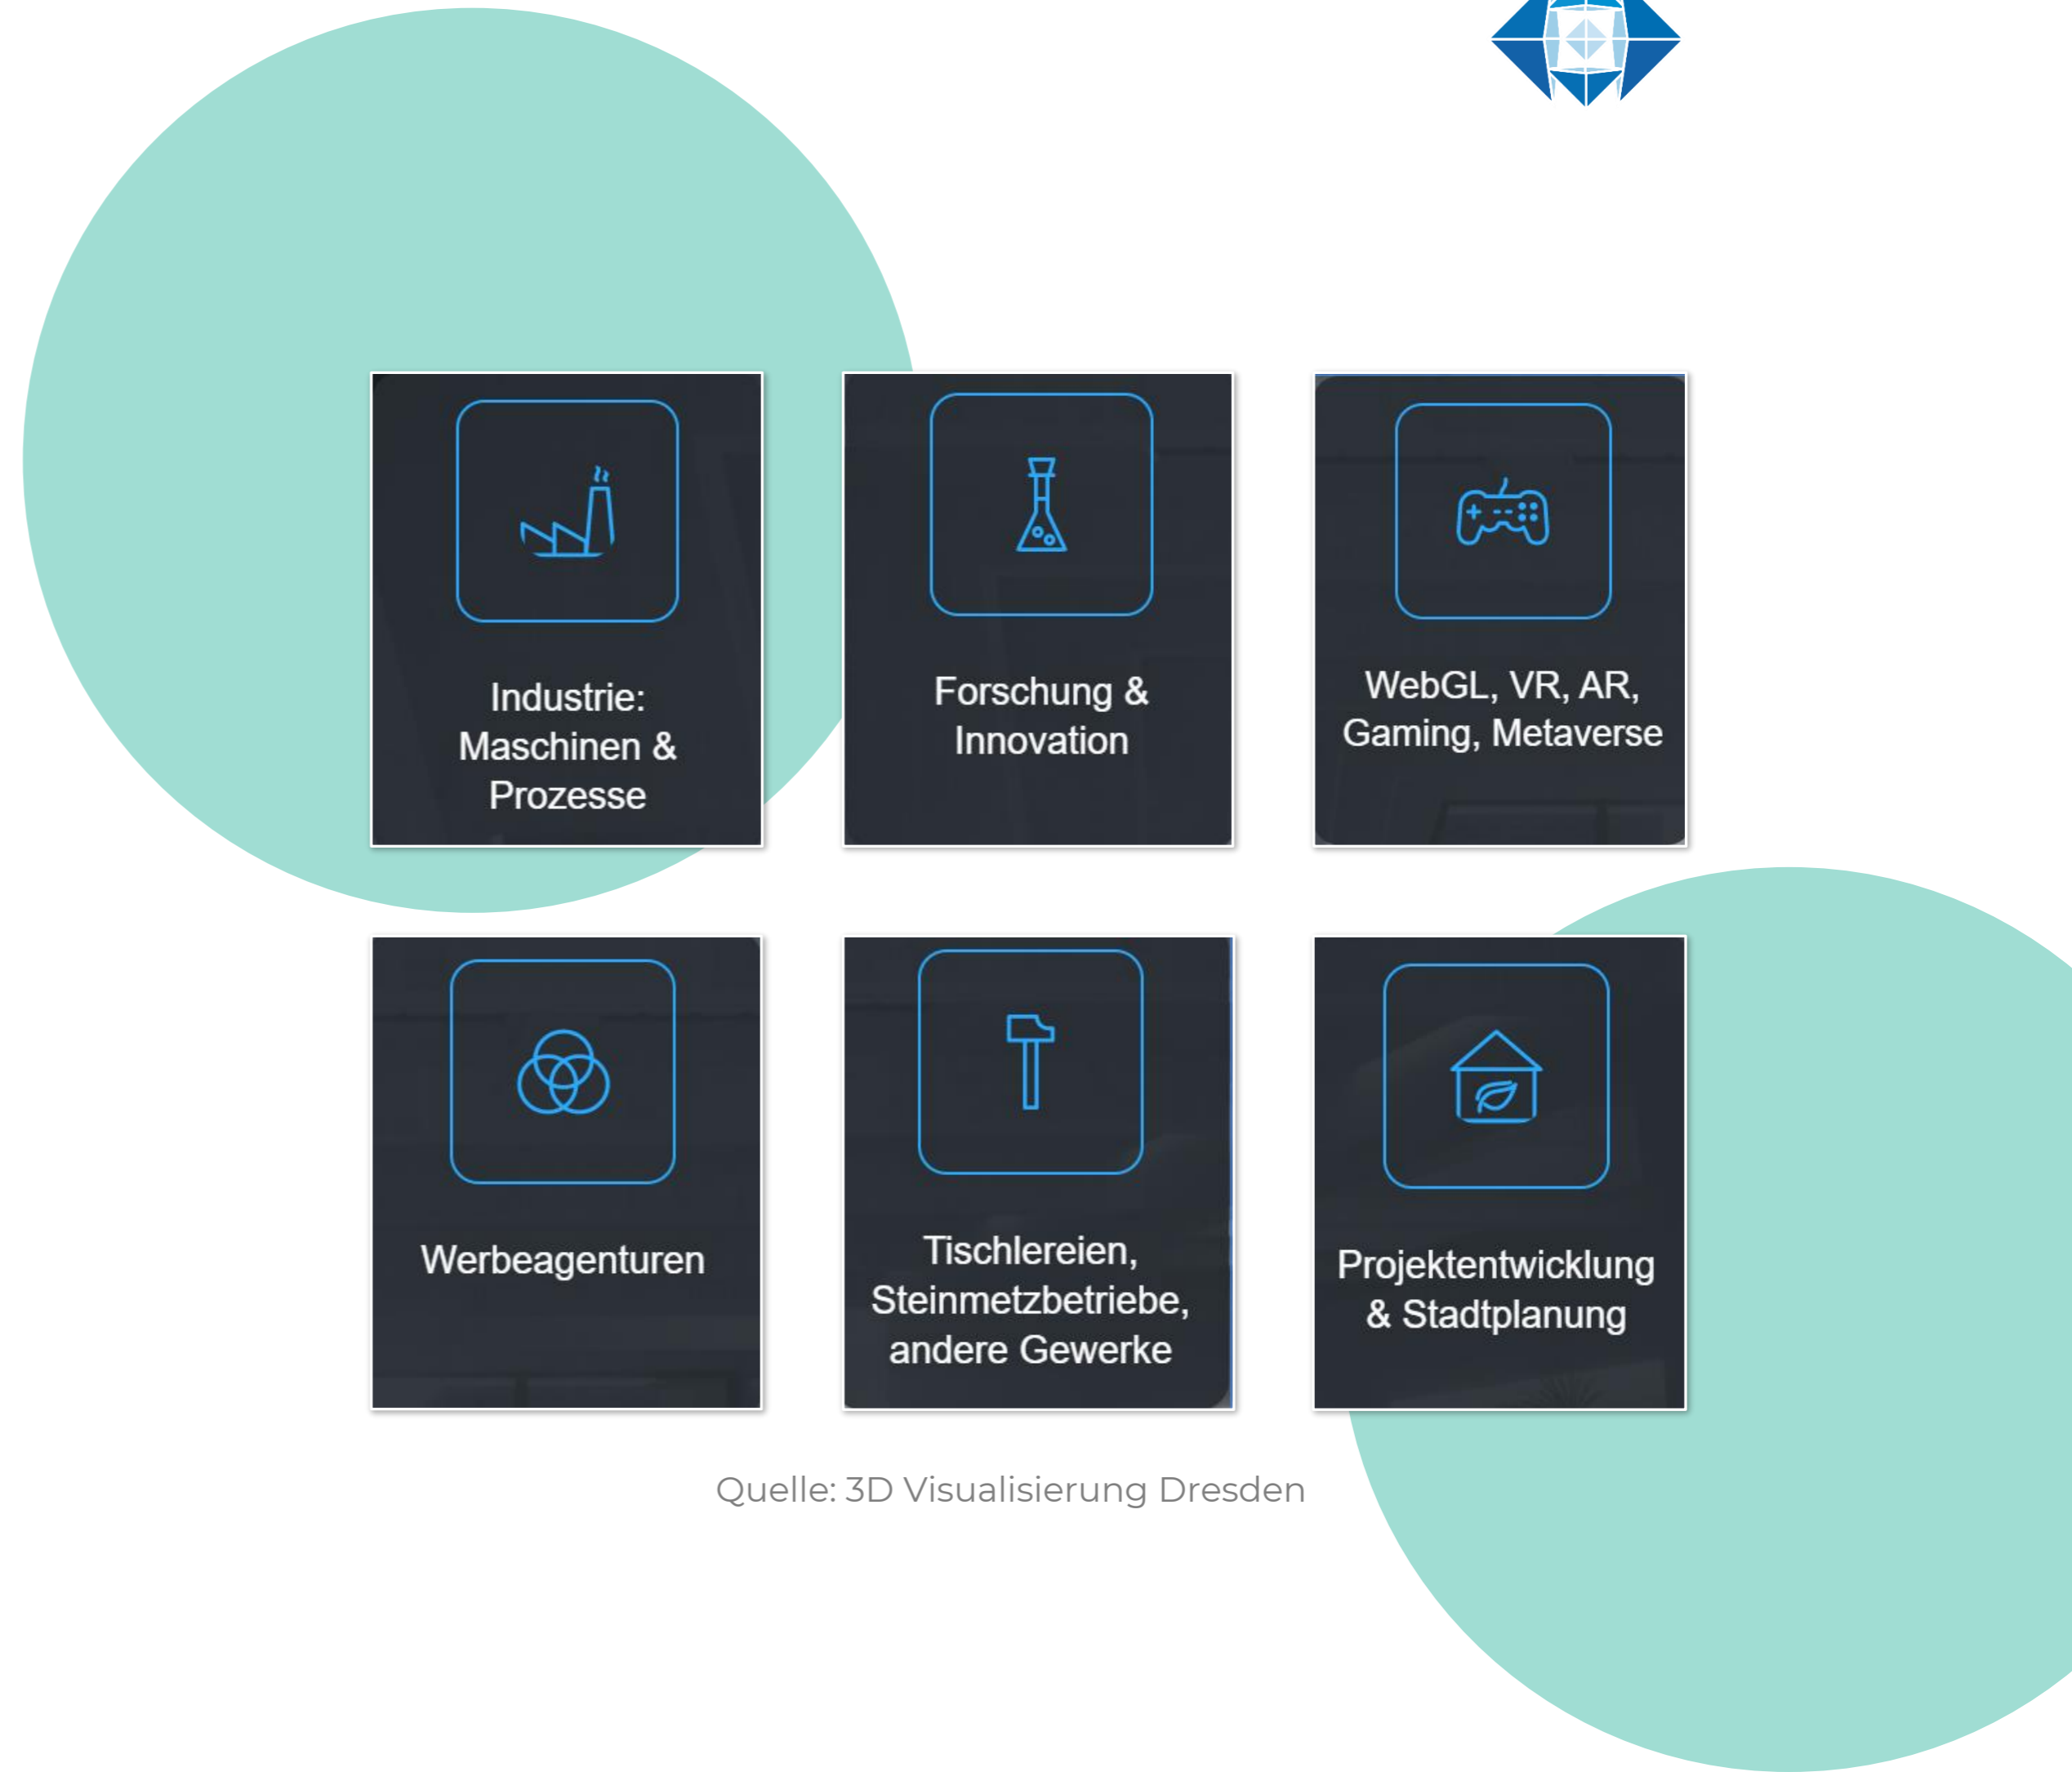 Industrie:
Maschinen &
Prozesse
Forschung &
Innovation
WebGL, VR, AR,
Gaming, Metaverse
Werbeagenturen
Tischlereien,
Steinmetzbetriebe,
andere Gewerke
Projektentwicklung
& Stadtplanung
Quelle: 3D Visualisierung Dresden